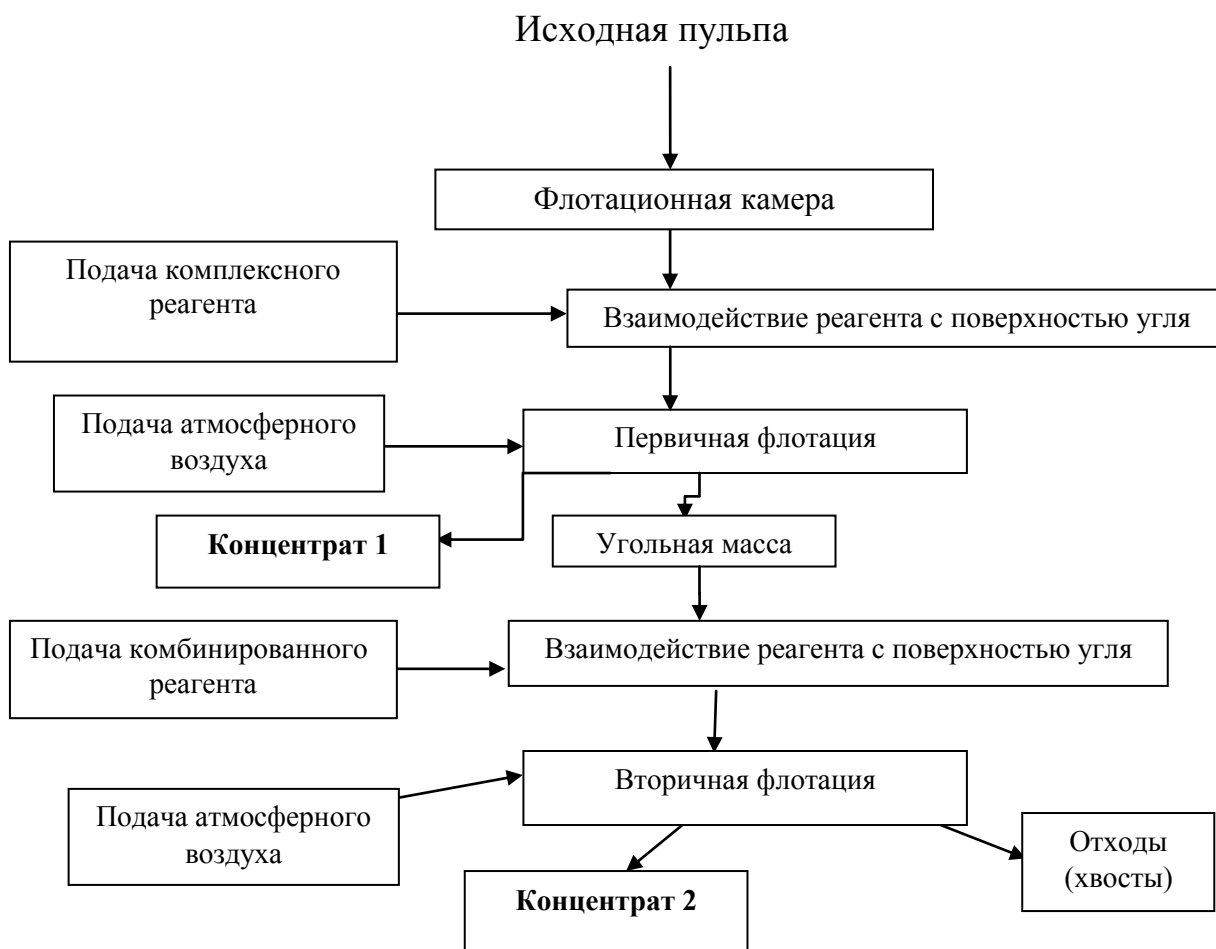 Исходная пульпа
Флотационная камера
Подача комплексного
реагента
Взаимодействие реагента с поверхностью угля
Подача атмосферного
воздуха
Первичная флотация
Концентрат 1
Угольная масса
Подача комбинированного
реагента
Взаимодействие реагента с поверхностью угля
Вторичная флотация
Подача атмосферного
воздуха
Отходы
(хвосты)
Концентрат 2